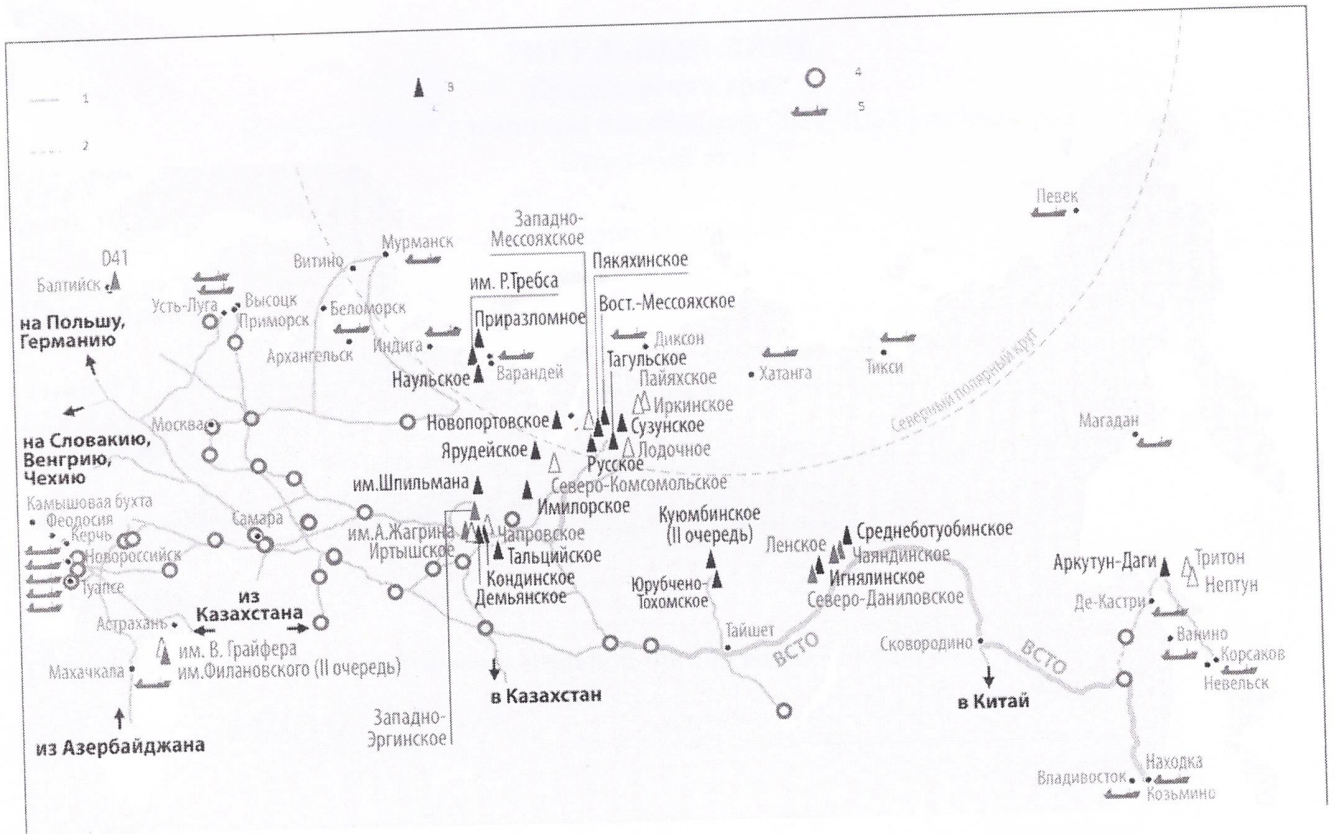 1
2
9
4
5
Певек
Западно-
Мессояхское
Мурманск
Витино
D41
Балтийск
им. Р.Требса
Пякяхинское
Вост.-Мессояхское
Усть-Луга
Высоцк
Приморск
Беломорск
Приразломное
на Польшу,
Германию
Архангельск
Индига
Варандей
Наульское
Диксон
Тагульское
Пайяхское
Иркинское
Хатанга
Тикси
Северный полярный круг
Магадан
Москва
на Словакию,
Венгрию,
Чехию
Новопортовское
Сузунское
Ярудейское
Лодочное
Русское
Северо-Комсомольское
им.Шпильмана
Имилорское
Камышовая бухта
Феодосия
Керчь
Новороссийск
Туапсе
Самара
им.А.Жагрина
Иртышское
Чапровское
Тальцийское
Кондинское
Демьянское
Куюмбинское
(II очередь)
Юрубчено-
Тохомское
Среднеботуобинское
Ленское
Чаяндинское
Игнялинское
Северо-Даниловское
Аркутун-Даги
Тритон
Нептун
Де-Кастри
из
Казахстана
Астрахань
им. В. Грайфера
им.Филановского (II очередь)
Махачкала
Тайшет
ВСТО
Сковородино
ВСТО
Ванино
Корсаков
Невельск
в Казахстан
в Китай
Западно-
Эргинское
из Азербайджана
Находка
Владивосток
Козьмино